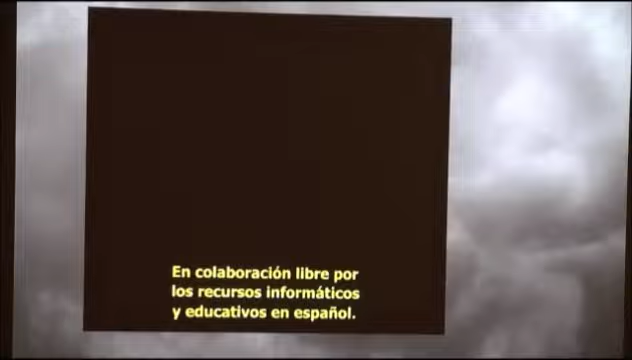 En colaboración libre por
los recursos informáticos
y educativos en español.